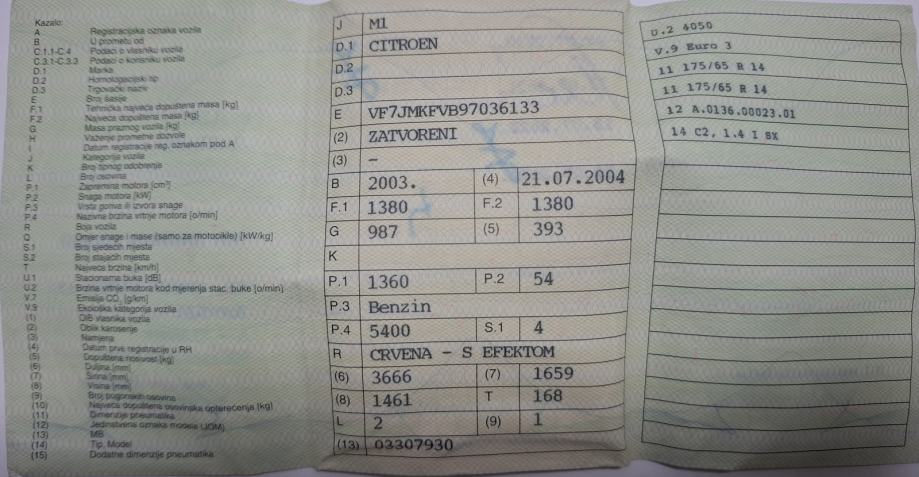 Kazalo:
A Registracijska oznaka vozila
B U prometu od
C.1.1-C.4 Podaci o vlasniku vozila
C.3.1-C.3.3 Podaci o korisniku vozila
D.1 Marka
D.2 Homologacijski tip
D.3 Trgovački naziv
E Broj šasije
F.1 Tehnička najveća dopuštena masa [kg]
F.2 Najveća dopuštena masa [kg]
G Masa praznog vozila [kg]
H Važenje prometne dozvole
I Datum registracije reg. oznakom pod A
J Kategorija vozila
K Broj tipnog odobrenja
L Broj osovina
P.1 Zapremina motora [cm³]
P.2 Snaga motora [kW]
P.3 Vrsta goriva ili izvora snage
P.4 Nazivna brzina vrtnje motora [o/min]
R Boja vozila
Q Omjer snage i mase (samo za motocikle) [kW/kg]
S.1 Broj sjedećih mjesta
S.2 Broj stajaćih mjesta
T Najveća brzina [km/h]
U.1 Stacionarna buka [dB]
U.2 Brzina vrtnje motora kod mjerenja stac. buke [o/min]
V.7 Emisija CO₂ [g/km]
V.9 Ekološka kategorija vozila
(1) OIB vlasnika vozila
(2) Oblik karoserije
(3) Namjena
(4) Datum prve registracije u RH
(5) Dopuštena nosivost [kg]
(6) Duljina [mm]
(7) Širina [mm]
(8) Visina [mm]
(9) Broj pogonskih osovina
(10) Najveće dopuštena osovinska opterećenja [kg]
(11) Dimenzije pneumatika
(12) Jedinstvena oznaka modela (JOM)
(13) MB
(14) Tip, Model
(15) Dodatne dimenzije pneumatika
J M1
D.1 CITROEN
D.2
D.3
E VF7JMKFVB97036133
(2) ZATVORENI
(3) –
B 2003. (4) 21.07.2004
F.1 1380 F.2 1380
G 987 (5) 393
K
P.1 1360 P.2 54
P.3 Benzin
P.4 5400 S.1 4
R CRVENA - S EFEKTOM
(6) 3666 (7) 1659
(8) 1461 T 168
L 2 (9) 1
(13) 03307930
D.2 4050
V.9 Euro 3
11 175/65 R 14
11 175/65 R 14
12 A.0136.00023.01
14 C2, 1.4 I SX